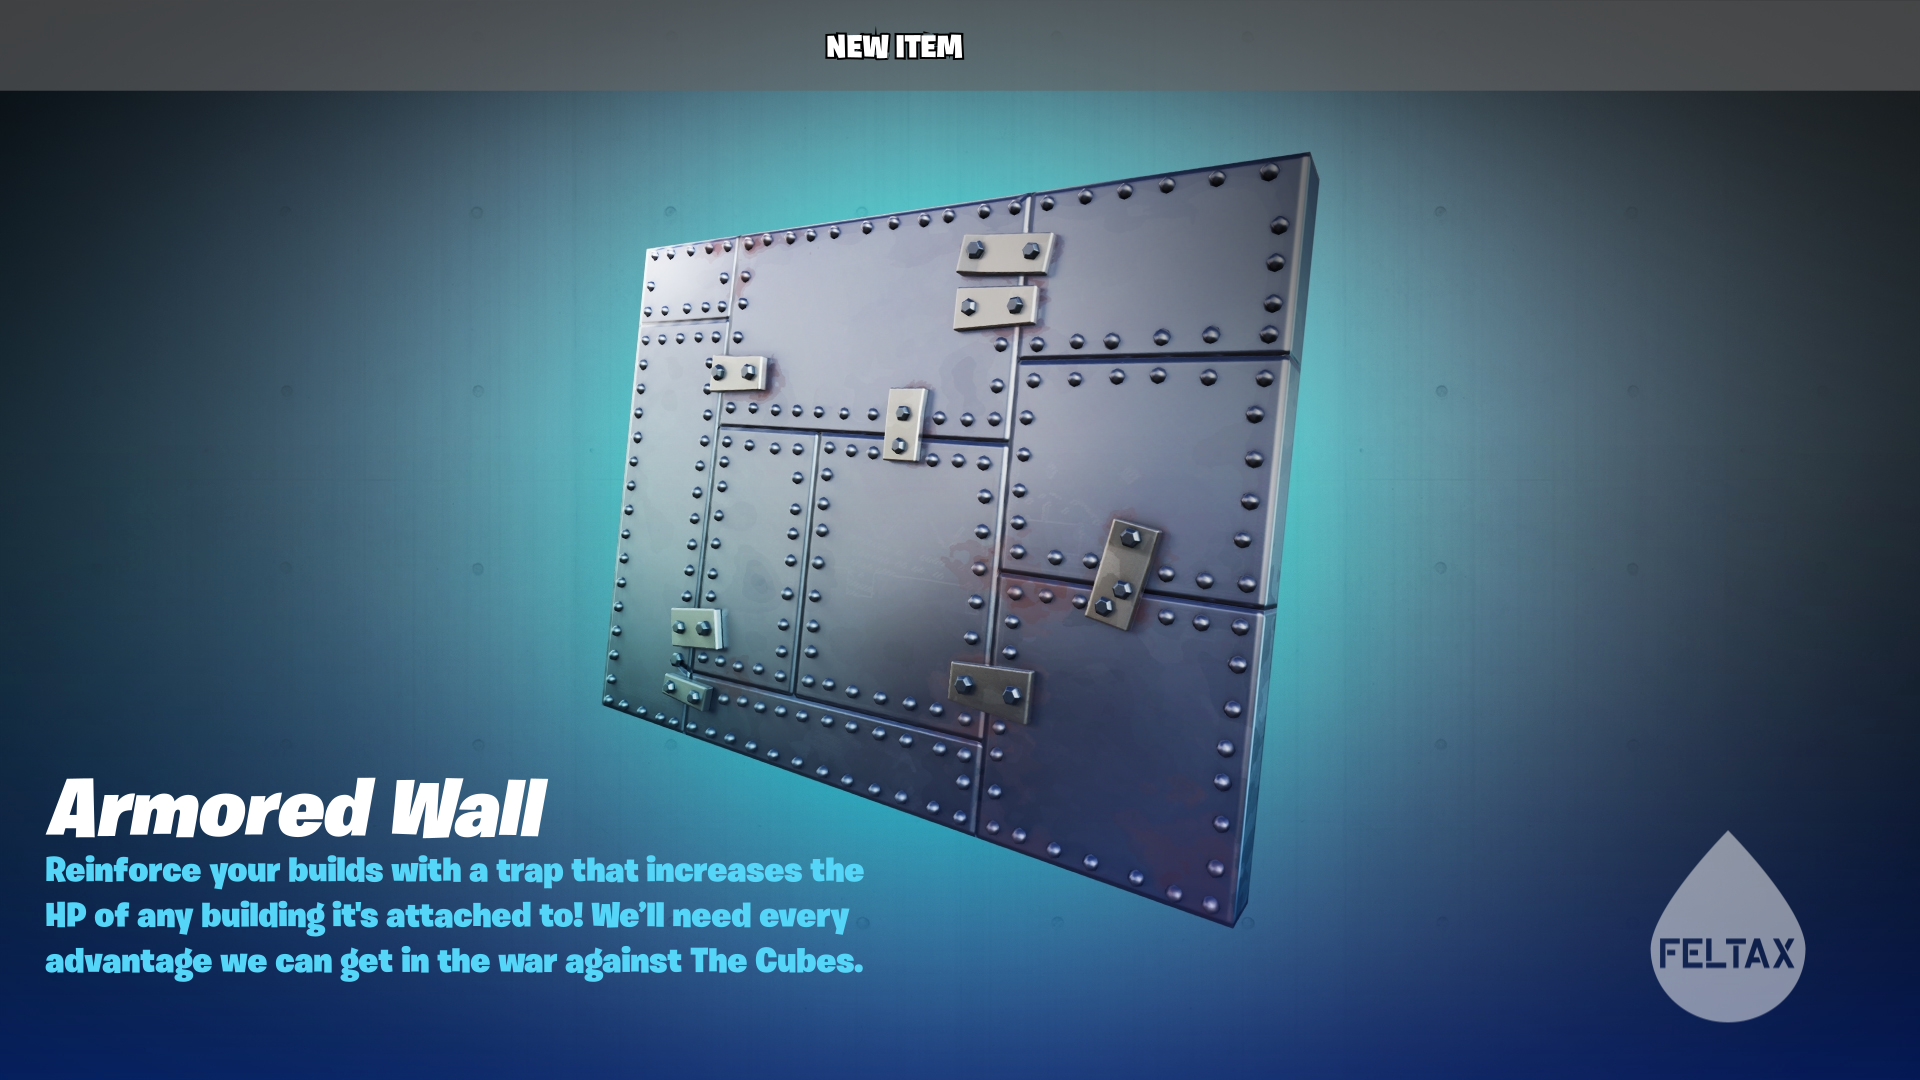 NEW ITEM
Armored Wall
Reinforce your builds with a trap that increases the
HP of any building it's attached to! We’ll need every
advantage we can get in the war against The Cubes.
FELTAX